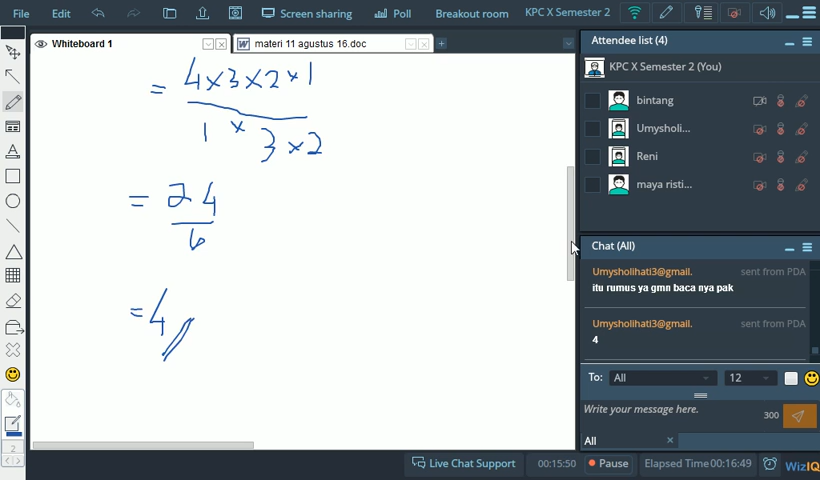 File Edit Screen sharing Poll Breakout room KPC X Semester 2
Whiteboard 1 materi 11 agustus 16.doc
= 4 x 3 x 2 x 1
1 x 3 x 2
= 24
6
= 4
Attendee list (4)
KPC X Semester 2 (You)
bintang
Umysholi...
Reni
maya risti...
Chat (All)
Umysholihati3@gmail. sent from PDA
itu rumus ya gmn baca nya pak
Umysholihati3@gmail. sent from PDA
4
To: All 12
Write your message here. 300
All
2
Live Chat Support 00:15:50 Pause Elapsed Time 00:16:49 WizIQ